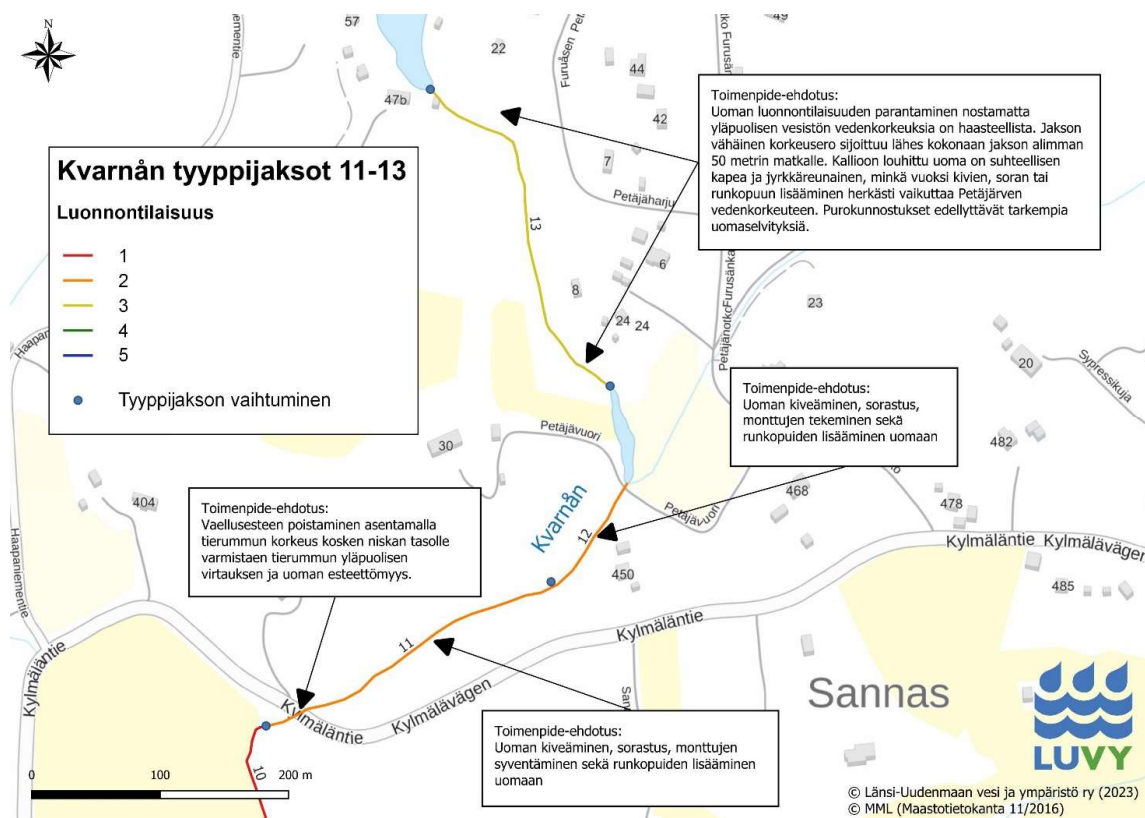 N
57
22
44
49
47b
42
7
6
8
24
24
23
20
30
404
482
468
478
450
485
Furuåsen
Petäjäharju
Petäjänotko
Petäjävuori
Petäjävuori
Sypressikuja
Haapaniementie
Kvarnån
13
12
11
10
Kylmäläntie
Kylmäläntie
Kylmälävägen
Kylmäläntie
Kylmäläntie
Kylmälävägen
Sannas
Kvarnån tyyppijaksot 11-13
Luonnontilaisuus
1
2
3
4
5
Tyyppijakson vaihtuminen
Toimenpide-ehdotus:
Uoman luonnontilaisuuden parantaminen nostamatta
yläpuolisen vesistön vedenkorkeuksia on haasteellista. Jakson
vähäinen korkeusero sijoittuu lähes kokonaan jakson alimman
50 metrin matkalle. Kallioon louhittu uoma on suhteellisen
kapea ja jyrkkäreunainen, minkä vuoksi kivien, soran tai
runkopuun lisääminen herkästi vaikuttaa Petäjärven
vedenkorkeuteen. Purokunnostukset edellyttävät tarkempia
uomaselvityksiä.
Toimenpide-ehdotus:
Uoman kiveäminen, sorastus,
monttujen tekeminen sekä
runkopuiden lisääminen uomaan
Toimenpide-ehdotus:
Vaellusesteen poistaminen asentamalla
tierummun korkeus kosken niskan tasolle
varmistaen tierummun yläpuolisen
virtauksen ja uoman esteettömyys.
Toimenpide-ehdotus:
Uoman kiveäminen, sorastus, monttujen
syventäminen sekä runkopuiden lisääminen
uomaan
0 100 200 m
LUVY
© Länsi-Uudenmaan vesi ja ympäristö ry (2023)
© MML (Maastotietokanta 11/2016)